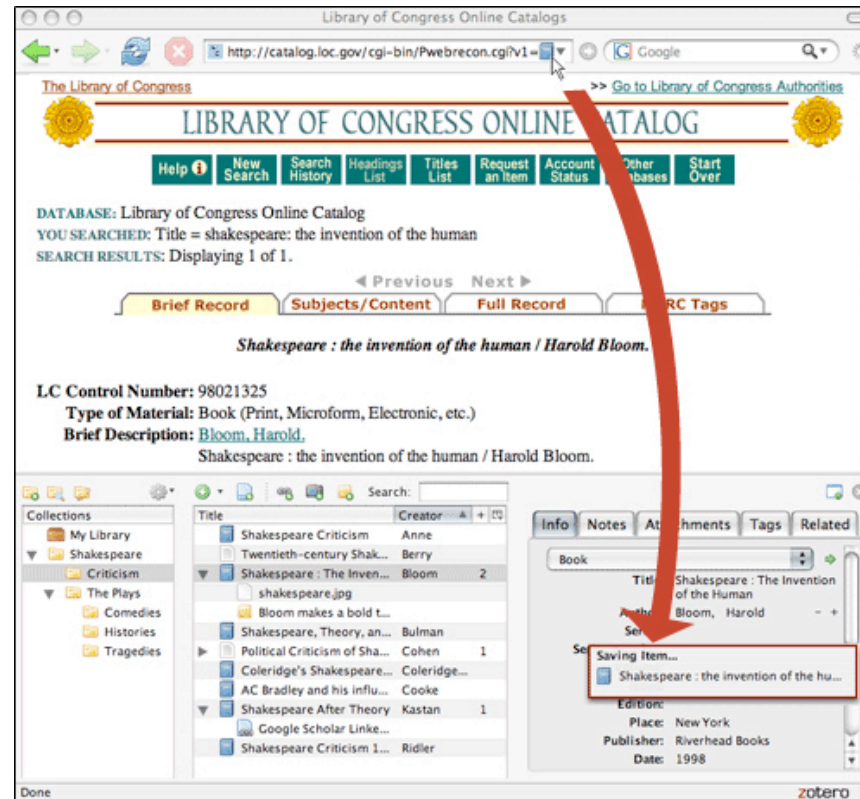 Library of Congress Online Catalogs
http://catalog.loc.gov/cgi-bin/Pwebrecon.cgi?v1=
Google
The Library of Congress
>> Go to Library of Congress Authorities
LIBRARY OF CONGRESS ONLINE CATALOG
Help New Search Search History Headings List Titles List Request an Item Account Status Other Start Over
DATABASE: Library of Congress Online Catalog
YOU SEARCHED: Title = shakespeare: the invention of the human
SEARCH RESULTS: Displaying 1 of 1.
◀ Previous Next ▶
Brief Record Subjects/Content Full Record Tags
Shakespeare : the invention of the human / Harold Bloom.
LC Control Number: 98021325
Type of Material: Book (Print, Microform, Electronic, etc.)
Brief Description: Bloom, Harold.
Shakespeare : the invention of the human / Harold Bloom.
Search:
Collections
My Library
Shakespeare
Criticism
The Plays
Comedies
Histories
Tragedies
Title Creator +
Shakespeare Criticism Anne
Twentieth-century Shak... Berry
Shakespeare : The Inven... Bloom 2
shakespeare.jpg
Bloom makes a bold t...
Shakespeare, Theory, an... Bulman
Political Criticism of Sha... Cohen 1
Coleridge's Shakespeare... Coleridge...
AC Bradley and his influ... Cooke
Shakespeare After Theory Kastan 1
Google Scholar Linke...
Shakespeare Criticism 1... Ridler
Info Notes Tags Related
Book
Shakespeare : The Invention
of the Human
Bloom, Harold - +
Saving Item...
Shakespeare : the invention of the hu...
Edition:
Place: New York
Publisher: Riverhead Books
Date: 1998
Done
zotero